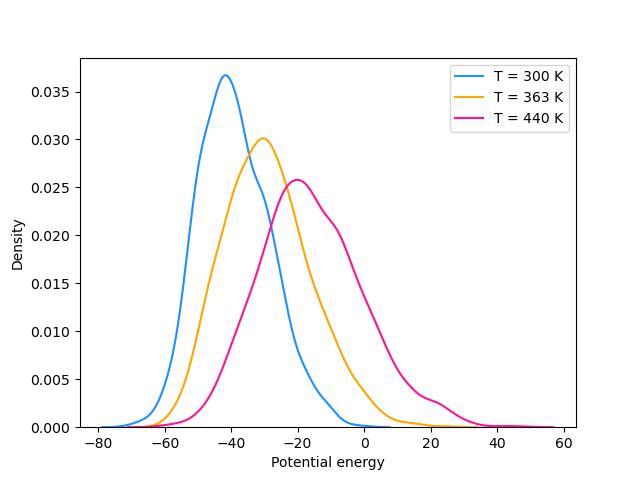 T = 300 K
T = 363 K
T = 440 K
0.035
0.030
0.025
0.020
0.015
0.010
0.005
0.000
Density
−80 −60 −40 −20 0 20 40 60
Potential energy